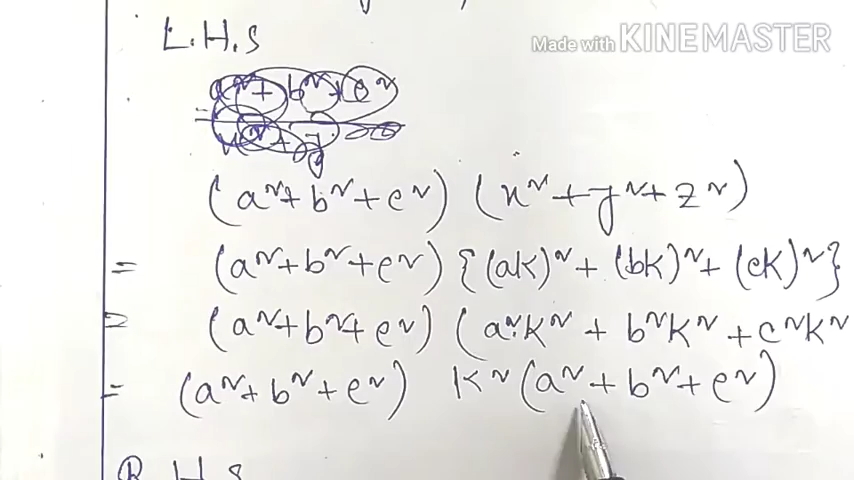 Made with KINEMASTER
L.H.S
(a²+b²+c²) (x²+y²+z²)
= (a²+b²+c²) {(ak)²+(bk)²+(ck)²}
= (a²+b²+c²) (a²k²+b²k²+c²k²
= (a²+b²+c²) k²(a²+b²+c²)
R.H.S